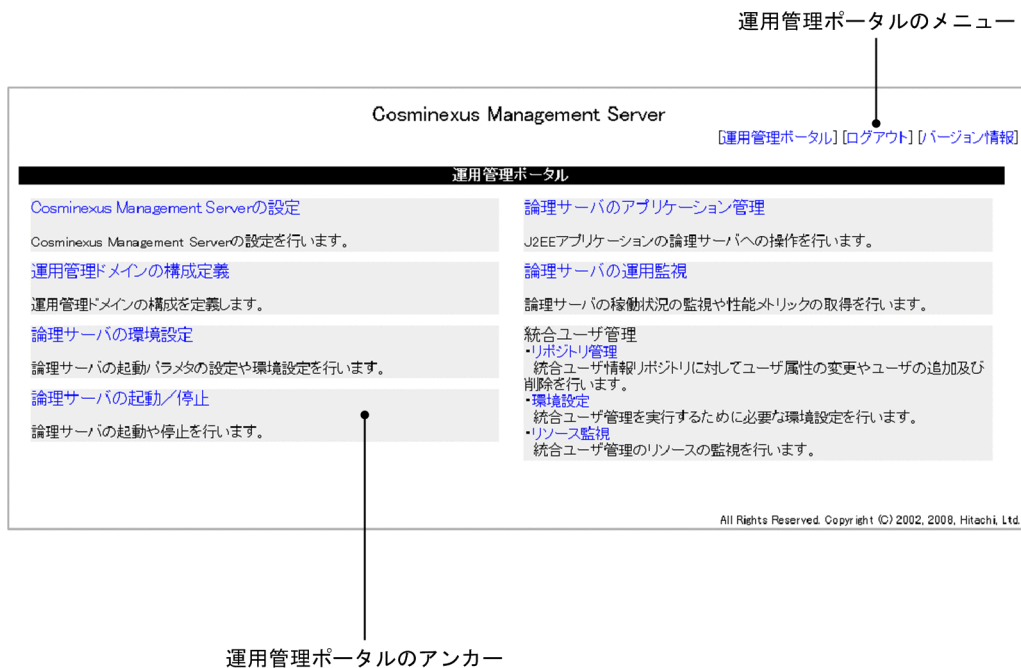 運用管理ポータルのメニュー
Cosminexus Management Server
[運用管理ポータル] [ログアウト] [バージョン情報]
運用管理ポータル
Cosminexus Management Serverの設定
Cosminexus Management Serverの設定を行います。
運用管理ドメインの構成定義
運用管理ドメインの構成を定義します。
論理サーバの環境設定
論理サーバの起動パラメタの設定や環境設定を行います。
論理サーバの起動／停止
論理サーバの起動や停止を行います。
論理サーバのアプリケーション管理
J2EEアプリケーションの論理サーバへの操作を行います。
論理サーバの運用監視
論理サーバの稼働状況の監視や性能メトリックの取得を行います。
統合ユーザ管理
・リポジトリ管理
統合ユーザ情報リポジトリに対してユーザ属性の変更やユーザの追加及び
削除を行います。
・環境設定
統合ユーザ管理を実行するために必要な環境設定を行います。
・リソース監視
統合ユーザ管理のリソースの監視を行います。
All Rights Reserved. Copyright (C) 2002, 2008, Hitachi, Ltd.
運用管理ポータルのアンカー